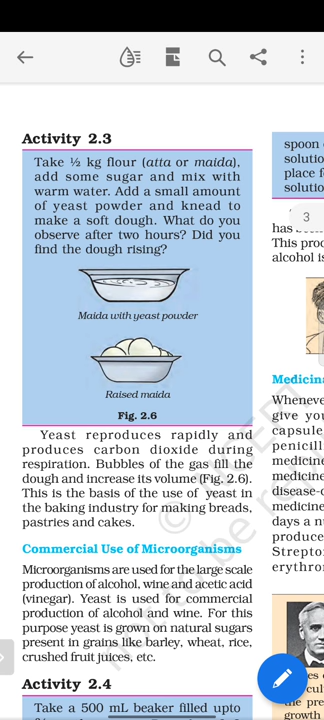 Activity 2.3
Take ½ kg flour (atta or maida),
add some sugar and mix with
warm water. Add a small amount
of yeast powder and knead to
make a soft dough. What do you
observe after two hours? Did you
find the dough rising?
Maida with yeast powder
Raised maida
Fig. 2.6
Yeast reproduces rapidly and
produces carbon dioxide during
respiration. Bubbles of the gas fill the
dough and increase its volume (Fig. 2.6).
This is the basis of the use of yeast in
the baking industry for making breads,
pastries and cakes.
Commercial Use of Microorganisms
Microorganisms are used for the large scale
production of alcohol, wine and acetic acid
(vinegar). Yeast is used for commercial
production of alcohol and wine. For this
purpose yeast is grown on natural sugars
present in grains like barley, wheat, rice,
crushed fruit juices, etc.
Activity 2.4
Take a 500 mL beaker filled upto
spoon
solutio
place f
solutio
3
has
This proc
alcohol is
Medicina
Wheneve
give you
capsule
penicill
medicine
medicine
disease-c
medicine
days a n
produce
Strepto
erythro
the pre
growth